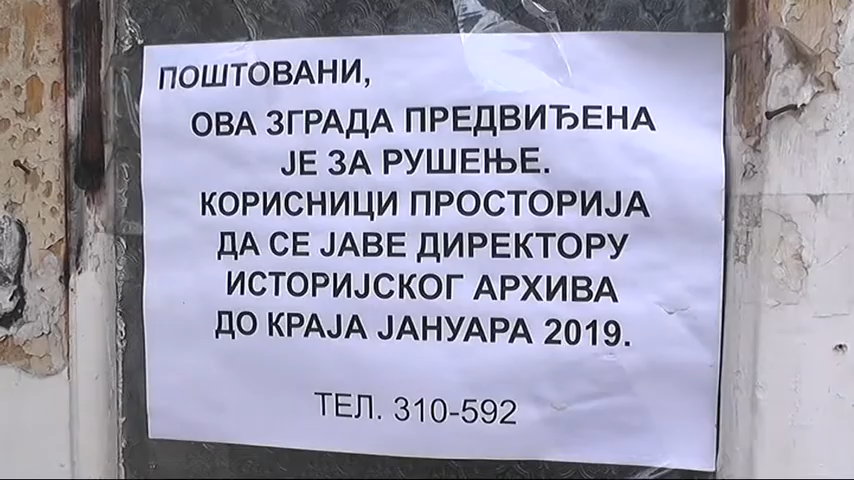 ПОШТОВАНИ,
ОВА ЗГРАДА ПРЕДВИЂЕНА
ЈЕ ЗА РУШЕЊЕ.
КОРИСНИЦИ ПРОСТОРИЈА
ДА СЕ ЈАВЕ ДИРЕКТОРУ
ИСТОРИЈСКОГ АРХИВА
ДО КРАЈА ЈАНУАРА 2019.
ТЕЛ. 310-592